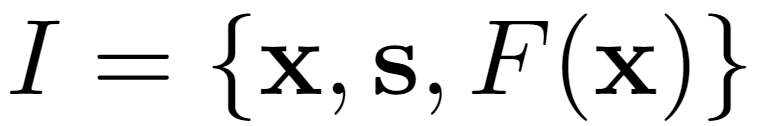 I = {x, s, F(x)}